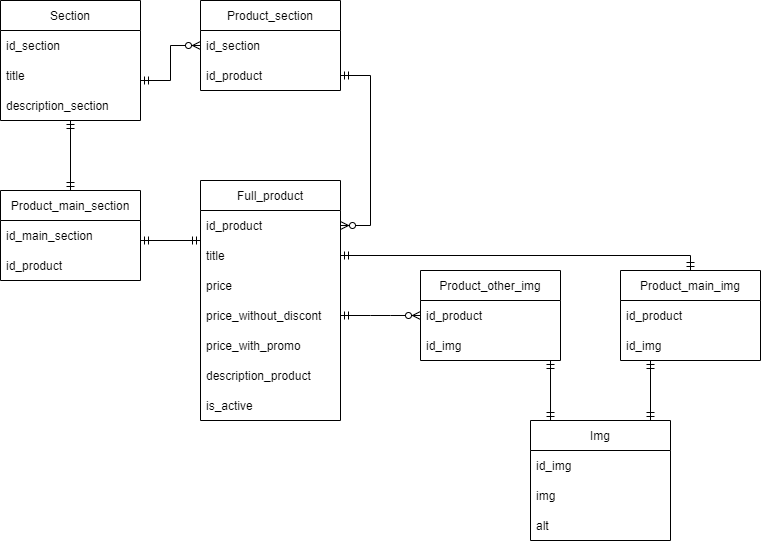 Section
id_section
title
description_section
Product_section
id_section
id_product
Product_main_section
id_main_section
id_product
Full_product
id_product
title
price
price_without_discont
price_with_promo
description_product
is_active
Product_other_img
id_product
id_img
Product_main_img
id_product
id_img
Img
id_img
img
alt